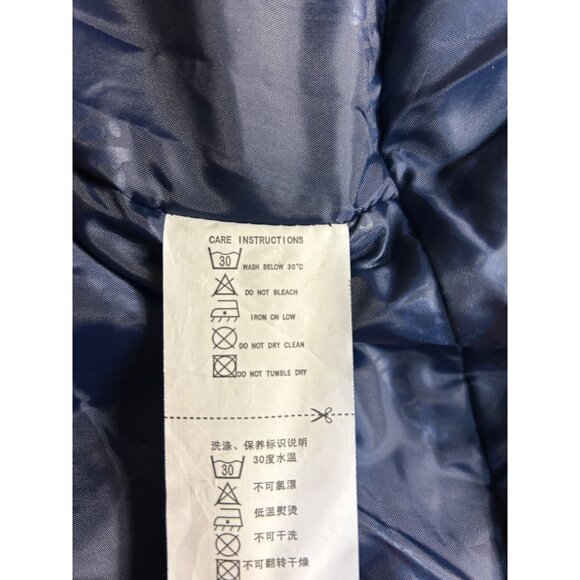 CARE INSTRUCTIONS
30 WASH BELOW 30°C
DO NOT BLEACH
IRON ON LOW
DO NOT DRY CLEAN
DO NOT TUMBLE DRY
洗涤、保养标识说明
30 30度水温
不可氯漂
低温熨烫
不可干洗
不可翻转干燥